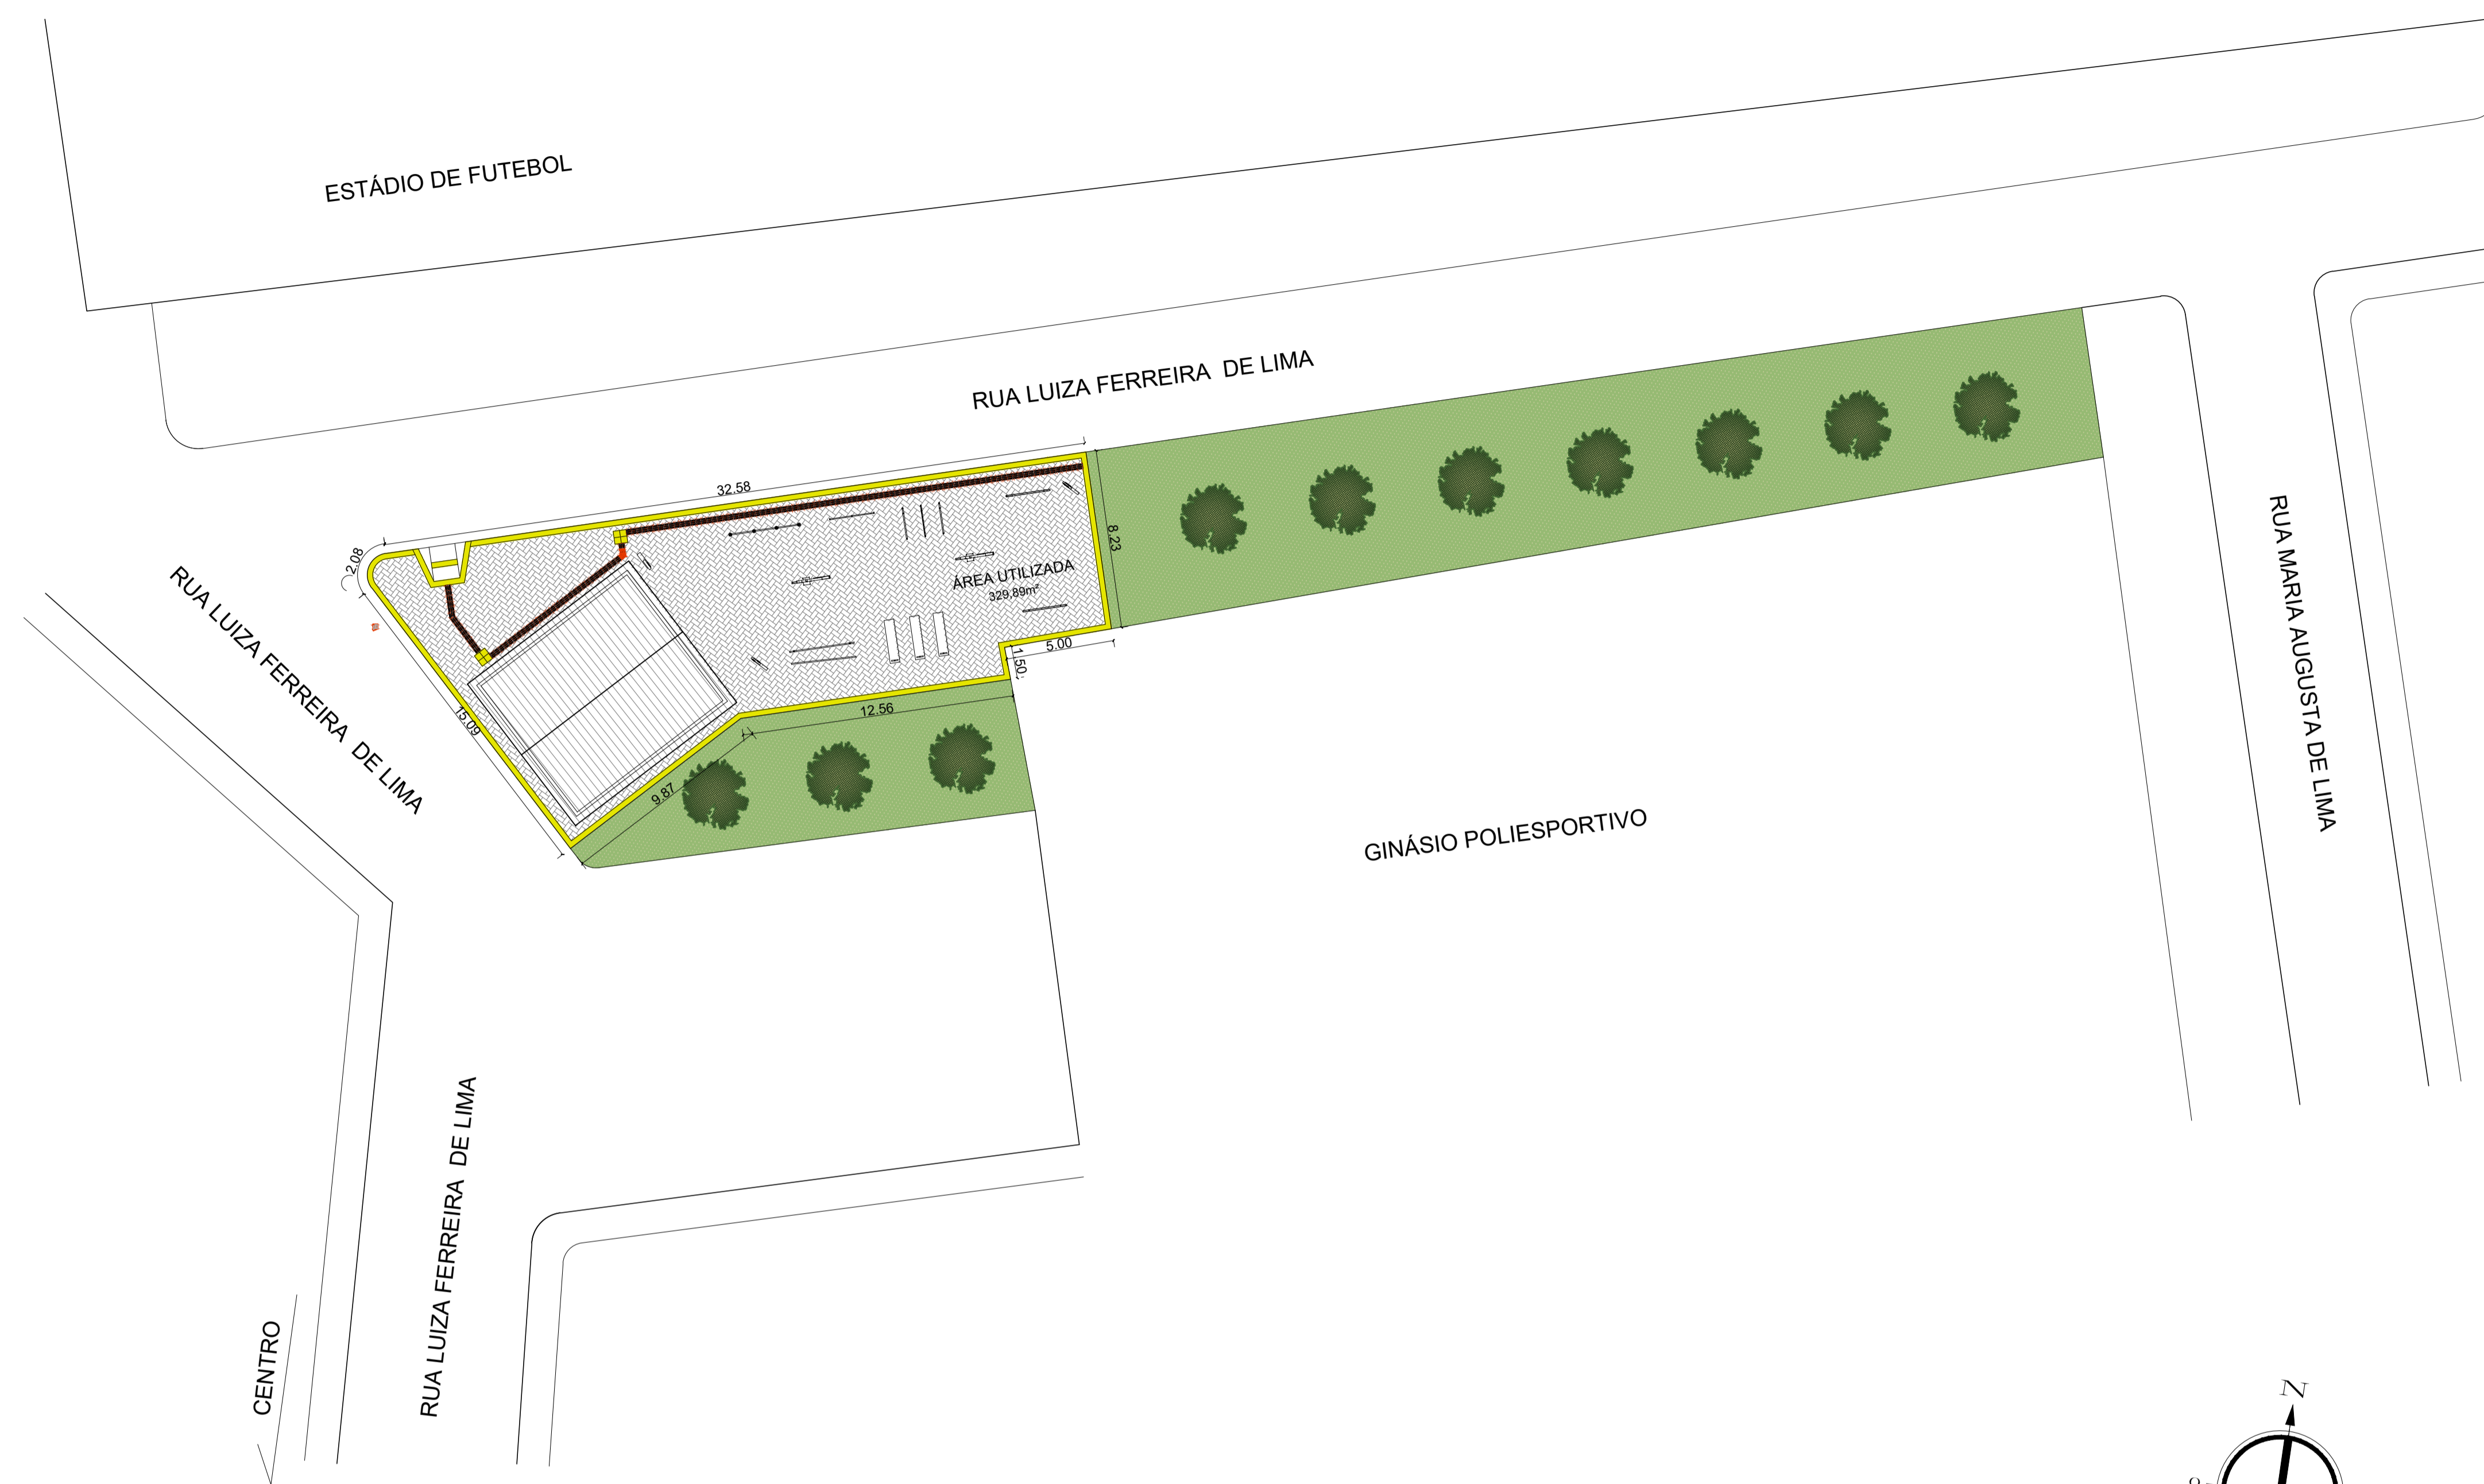 ESTÁDIO DE FUTEBOL
RUA LUIZA FERREIRA DE LIMA
32.58
2.08
RUA LUIZA FERREIRA DE LIMA
8.23
RUA MARIA AUGUSTA DE LIMA
ÁREA UTILIZADA
329,89m²
5.00
1.50
15.09
12.56
9.87
GINÁSIO POLIESPORTIVO
RUA LUIZA FERREIRA DE LIMA
CENTRO
N